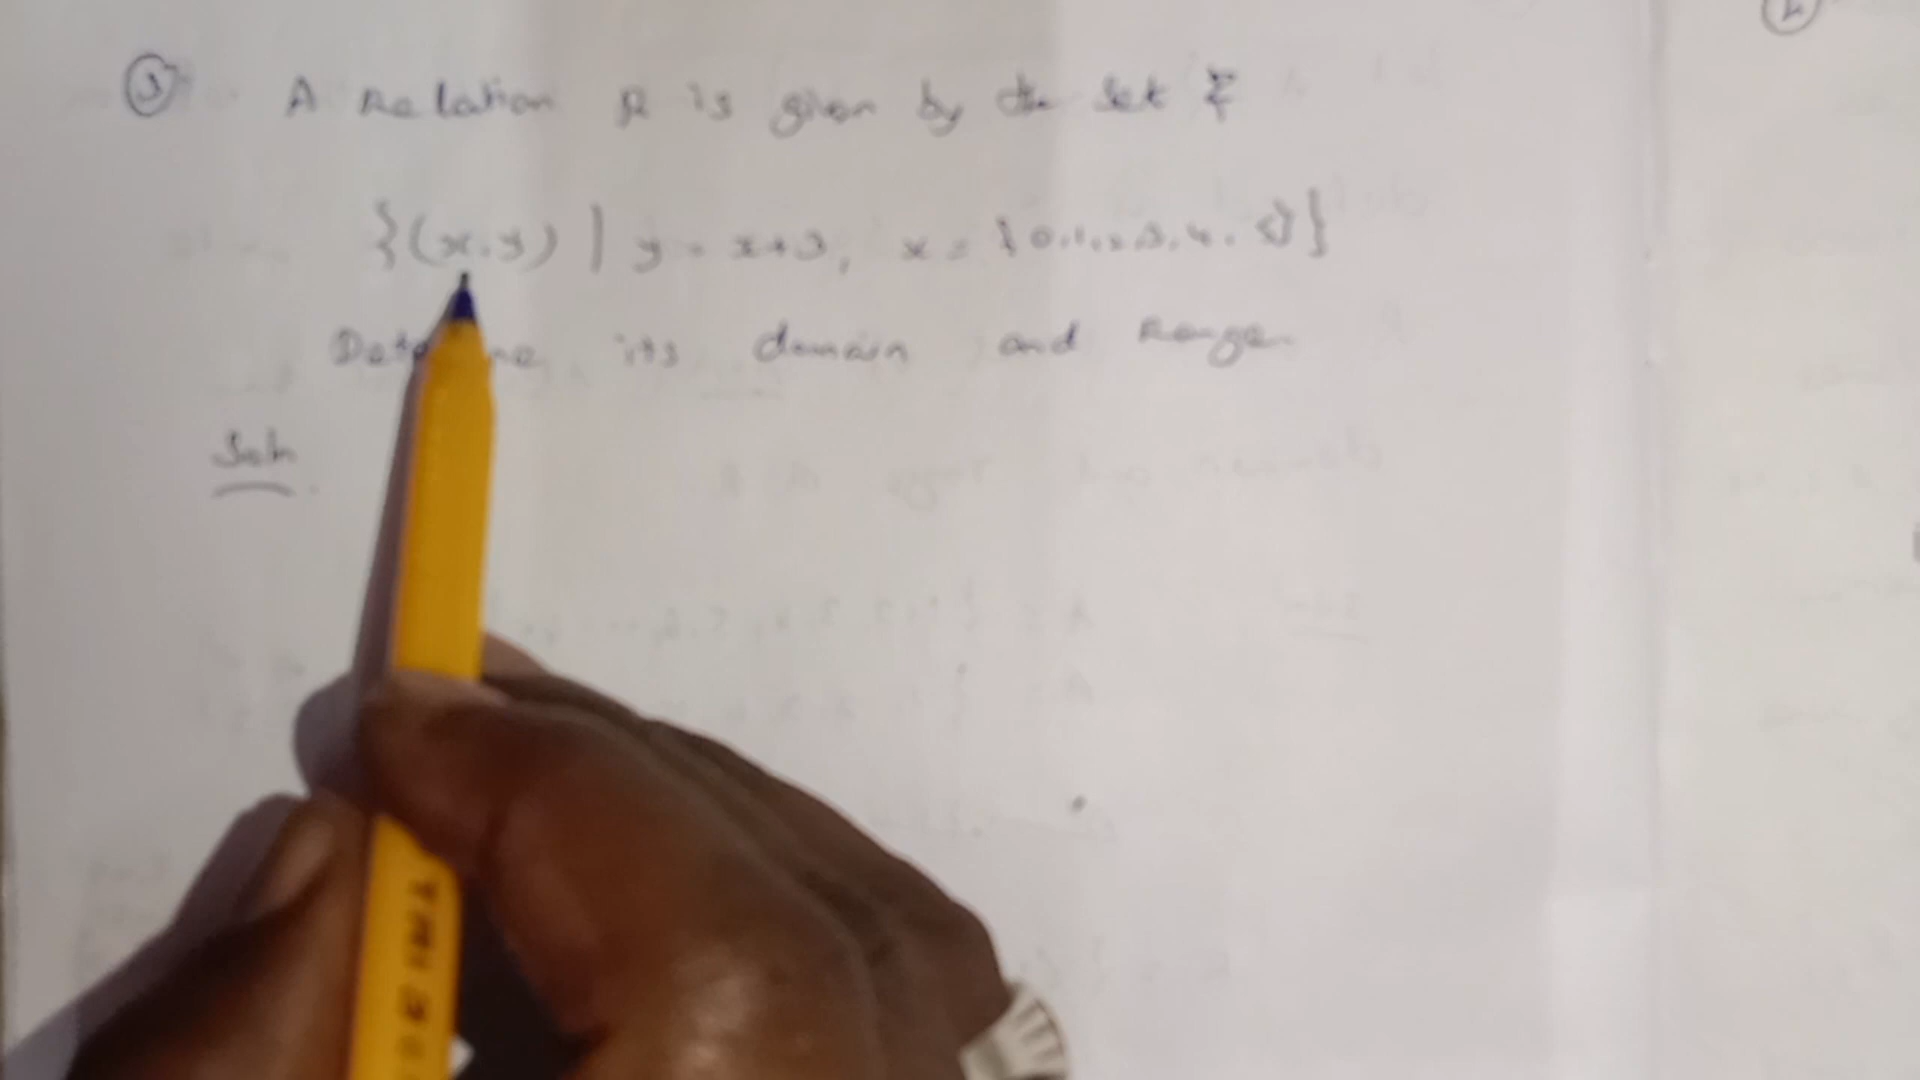 ③ A Relation R is given by the set
{(x,y) | y = x+3, x = {0,1,2,3,4,5}}
its domain and Range.
Soln